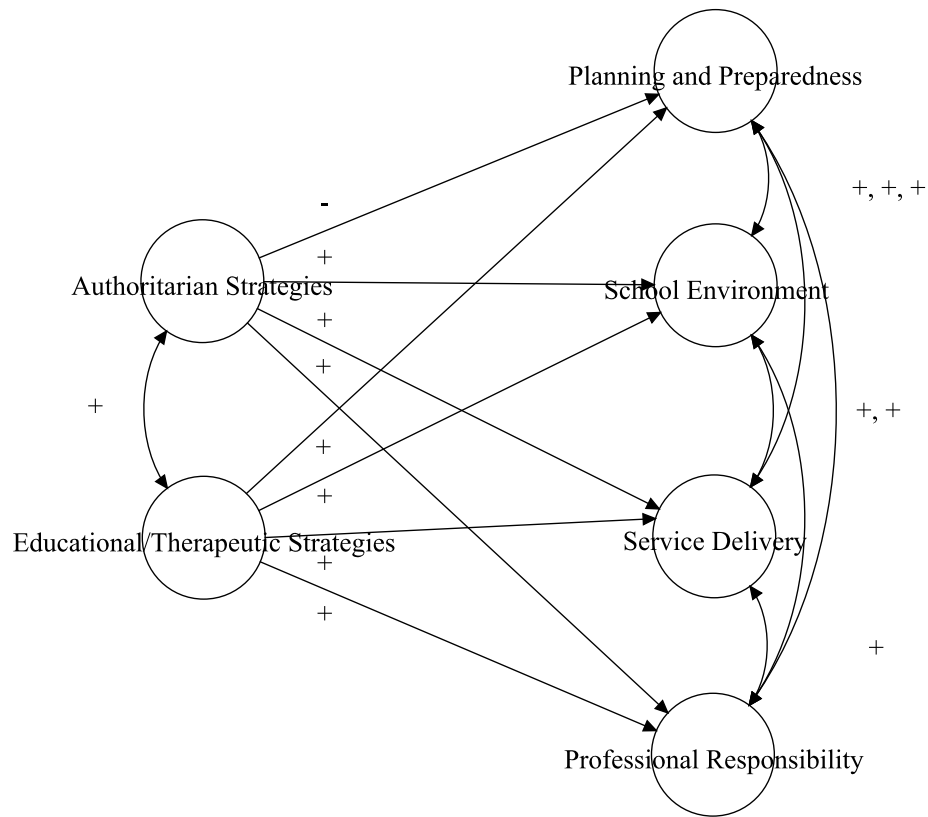 Planning and Preparedness
+, +, +
-
+
Authoritarian Strategies
School Environment
+
+
+
+, +
+
+
Educational/Therapeutic Strategies
Service Delivery
+
+
+
Professional Responsibility